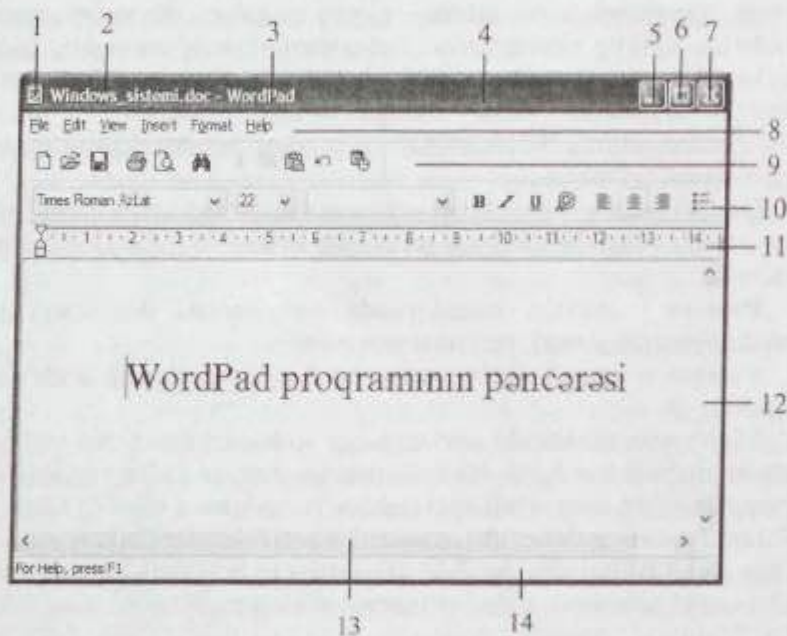 1 2 3 4 5 6 7
Windows_sistemi.doc - WordPad
File Edit View Insert Format Help
8
9
Times Roman AzLat 22
B I U
10
1 2 3 4 5 6 7 8 9 10 11 12 13 14
11
WordPad proqramının pəncərəsi
12
For Help, press F1
13 14